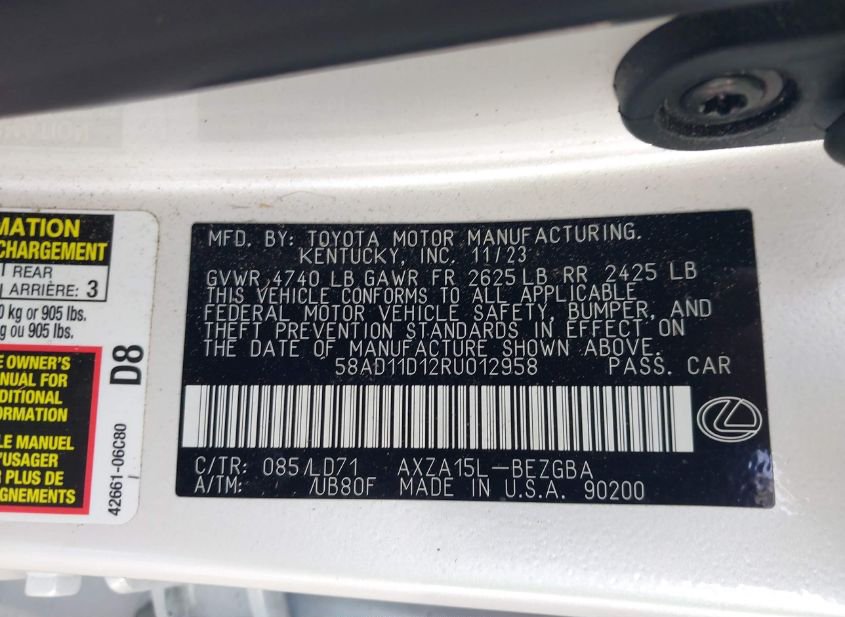 MATION
CHARGEMENT
REAR
ARRIÈRE: 3
0 kg or 905 lbs.
g ou 905 lbs.
E OWNER'S
ANUAL FOR
DITIONAL
FORMATION
LE MANUEL
'USAGER
R PLUS DE
GNEMENTS
D8
42661-06C80
MFD. BY: TOYOTA MOTOR MANUFACTURING.
KENTUCKY, INC. 11/23
GVWR 4740 LB GAWR FR 2625 LB RR 2425 LB
THIS VEHICLE CONFORMS TO ALL APPLICABLE
FEDERAL MOTOR VEHICLE SAFETY, BUMPER, AND
THEFT PREVENTION STANDARDS IN EFFECT ON
THE DATE OF MANUFACTURE SHOWN ABOVE.
58AD11D12RU012958 PASS. CAR
C/TR: 085/LD71 AXZA15L-BEZGBA
A/TM: /UB80F MADE IN U.S.A. 90200